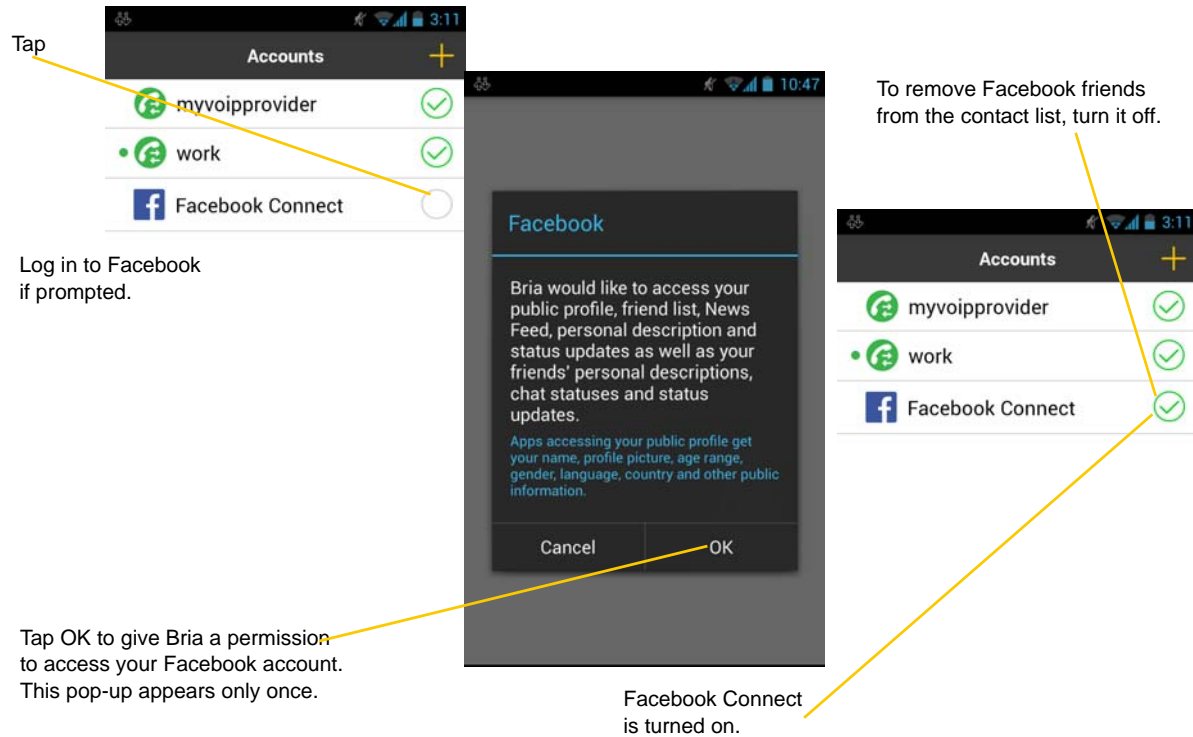 Tap
3:11
Accounts
myvoipprovider
work
Facebook Connect
Log in to Facebook
if prompted.
10:47
Facebook
Bria would like to access your
public profile, friend list, News
Feed, personal description and
status updates as well as your
friends' personal descriptions,
chat statuses and status
updates.
Apps accessing your public profile get
your name, profile picture, age range,
gender, language, country and other public
information.
Cancel
OK
Tap OK to give Bria a permission
to access your Facebook account.
This pop-up appears only once.
To remove Facebook friends
from the contact list, turn it off.
3:11
Accounts
myvoipprovider
work
Facebook Connect
Facebook Connect
is turned on.